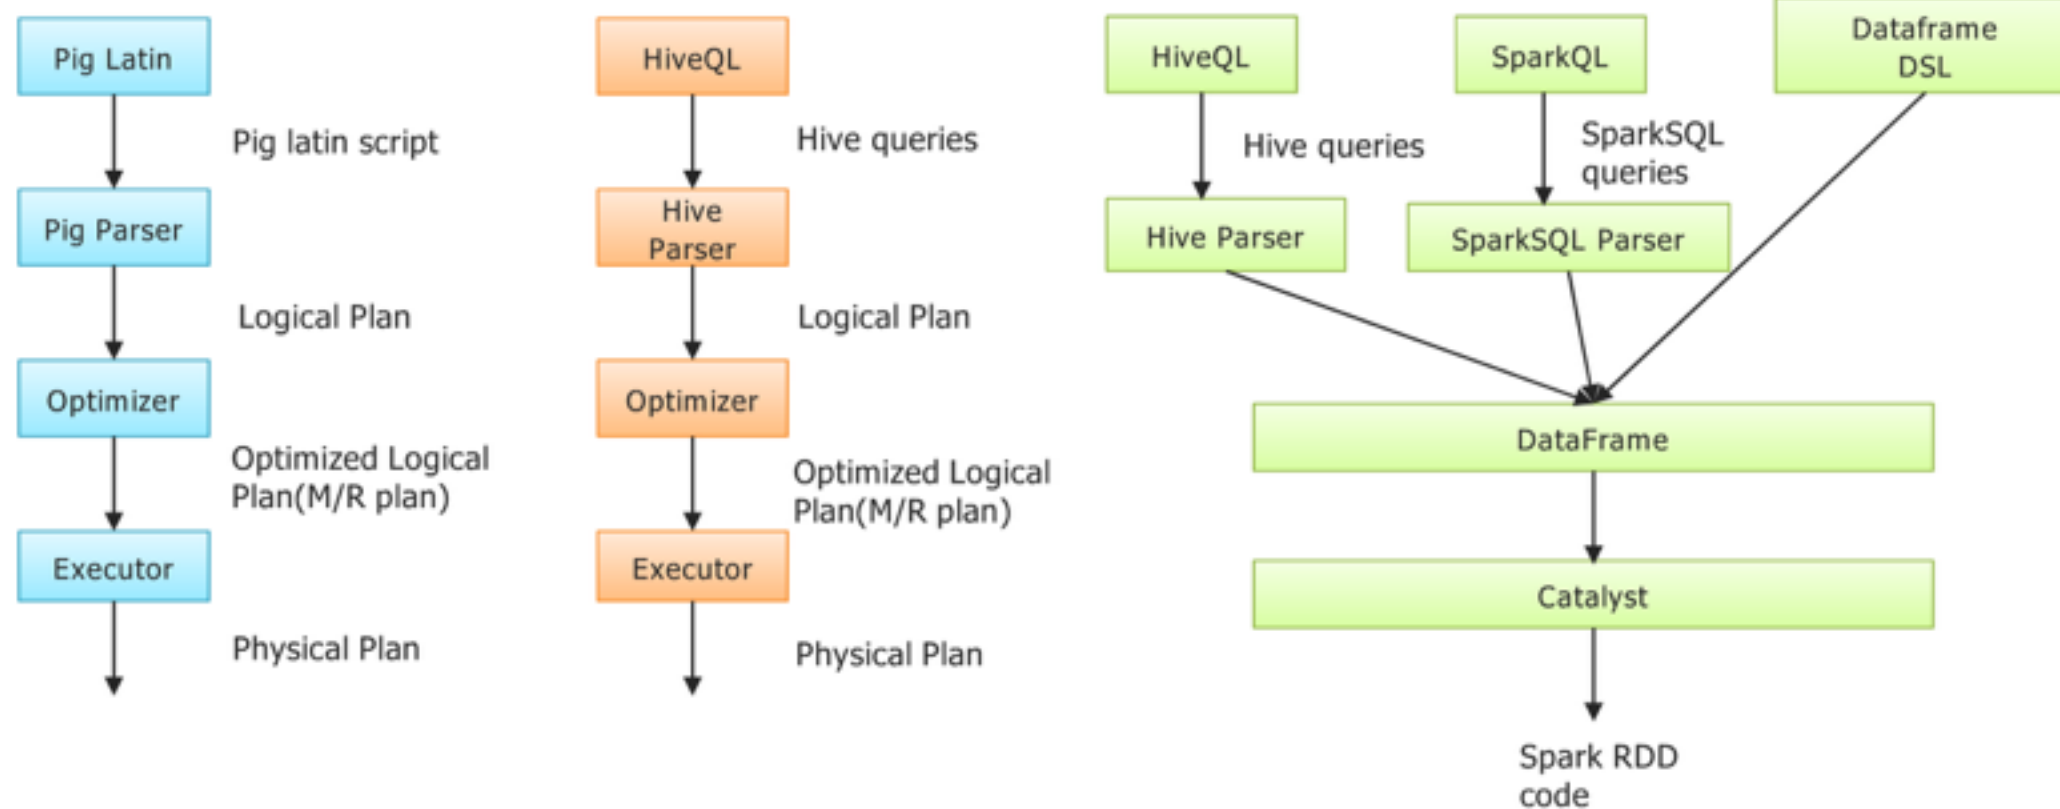 Pig Latin
Pig latin script
Pig Parser
Logical Plan
Optimizer
Optimized Logical
Plan(M/R plan)
Executor
Physical Plan
HiveQL
Hive queries
Hive
Parser
Logical Plan
Optimizer
Optimized Logical
Plan(M/R plan)
Executor
Physical Plan
HiveQL
Hive queries
Hive Parser
SparkQL
SparkSQL
queries
SparkSQL Parser
Dataframe
DSL
DataFrame
Catalyst
Spark RDD
code